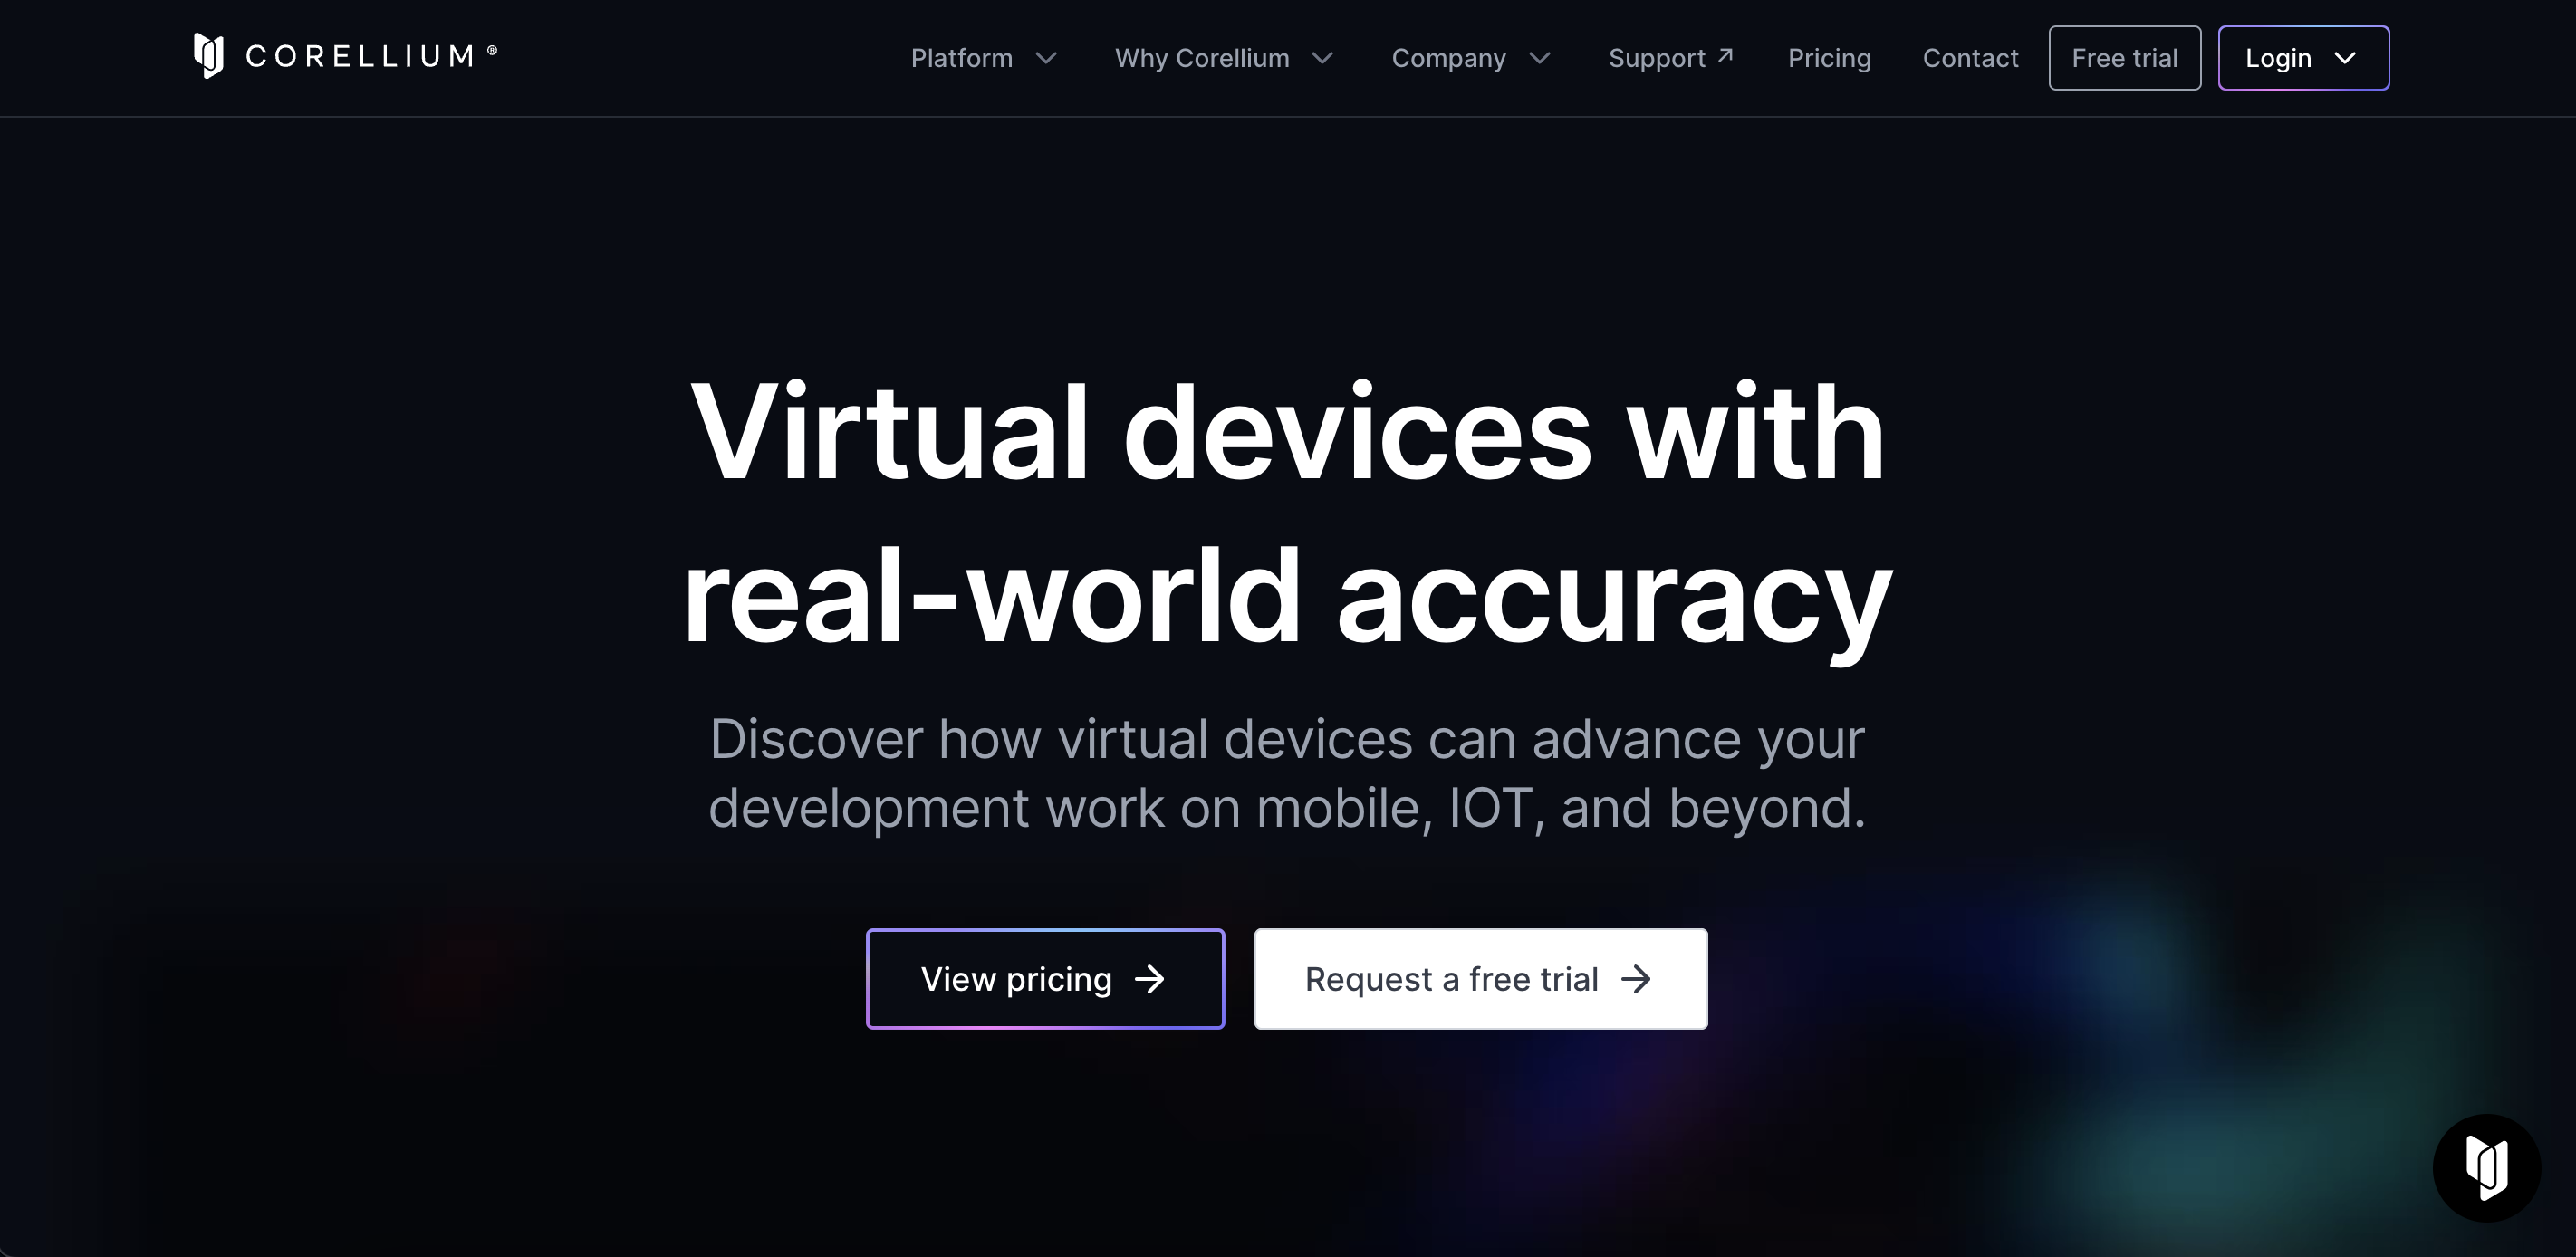 CORELLIUM®
Platform
Why Corellium
Company
Support
Pricing
Contact
Free trial
Login
Virtual devices with
real-world accuracy
Discover how virtual devices can advance your
development work on mobile, IOT, and beyond.
View pricing
Request a free trial